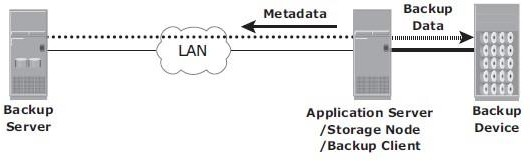 Metadata
Backup
Data
LAN
Backup
Server
Application Server
/Storage Node
/Backup Client
Backup
Device